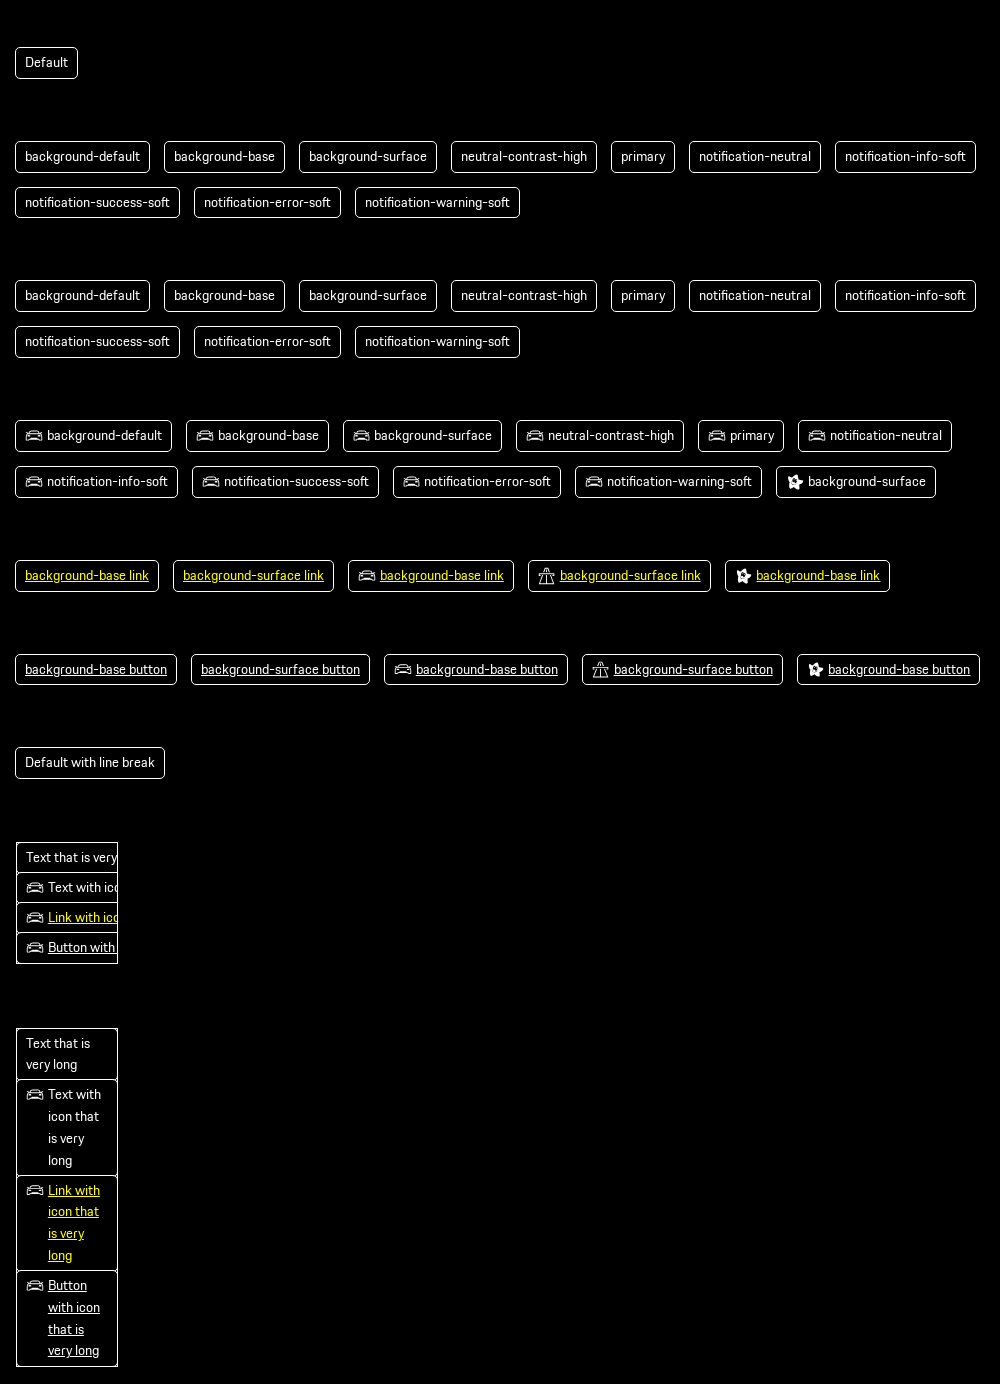 Default
background-default background-base background-surface neutral-contrast-high primary notification-neutral notification-info-soft
notification-success-soft notification-error-soft notification-warning-soft
background-default background-base background-surface neutral-contrast-high primary notification-neutral notification-info-soft
notification-success-soft notification-error-soft notification-warning-soft
background-default background-base background-surface neutral-contrast-high primary notification-neutral
notification-info-soft notification-success-soft notification-error-soft notification-warning-soft background-surface
background-base link background-surface link background-base link background-surface link background-base link
background-base button background-surface button background-base button background-surface button background-base button
Default with line break
Text that is very
Text with ico
Link with ico
Button with
Text that is
very long
Text with
icon that
is very
long
Link with
icon that
is very
long
Button
with icon
that is
very long